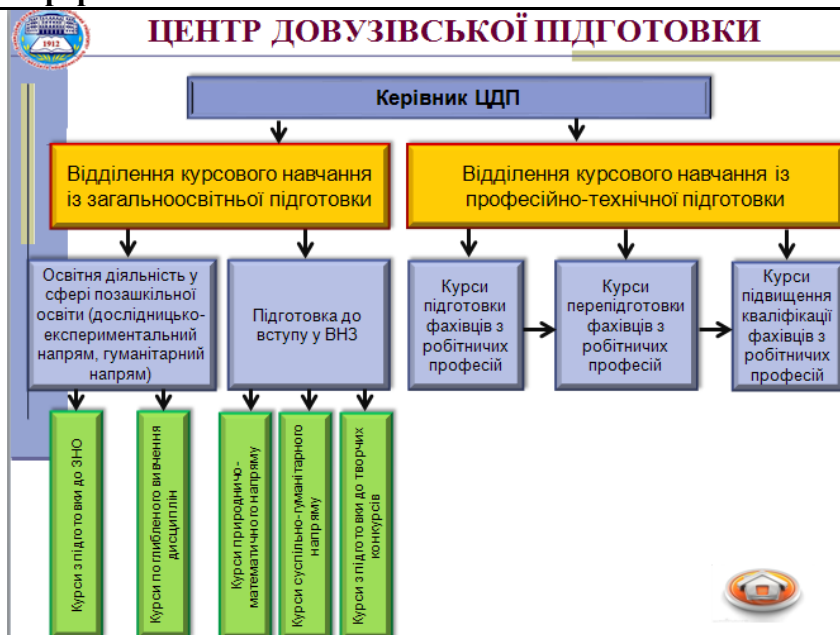 ЦЕНТР ДОВУЗІВСЬКОЇ ПІДГОТОВКИ
1912
Керівник ЦДП
Відділення курсового навчання
із загальноосвітньої підготовки
Відділення курсового навчання із
професійно-технічної підготовки
Освітня діяльність у
сфері позашкільної
освіти (дослідницько-
експериментальний
напрям, гуманітарний
напрям)
Підготовка до
вступу у ВНЗ
Курси
підготовки
фахівців з
робітничих
професій
Курси
перепідготовки
фахівців з
робітничих
професій
Курси
підвищення
кваліфікації
фахівців з
робітничих
професій
Курси з підготовки до ЗНО
Курси поглибленого вивчення
дисциплін
Курси природничо-
математичного напряму
Курси суспільно-гуманітарного
напряму
Курси з підготовки до творчих
конкурсів